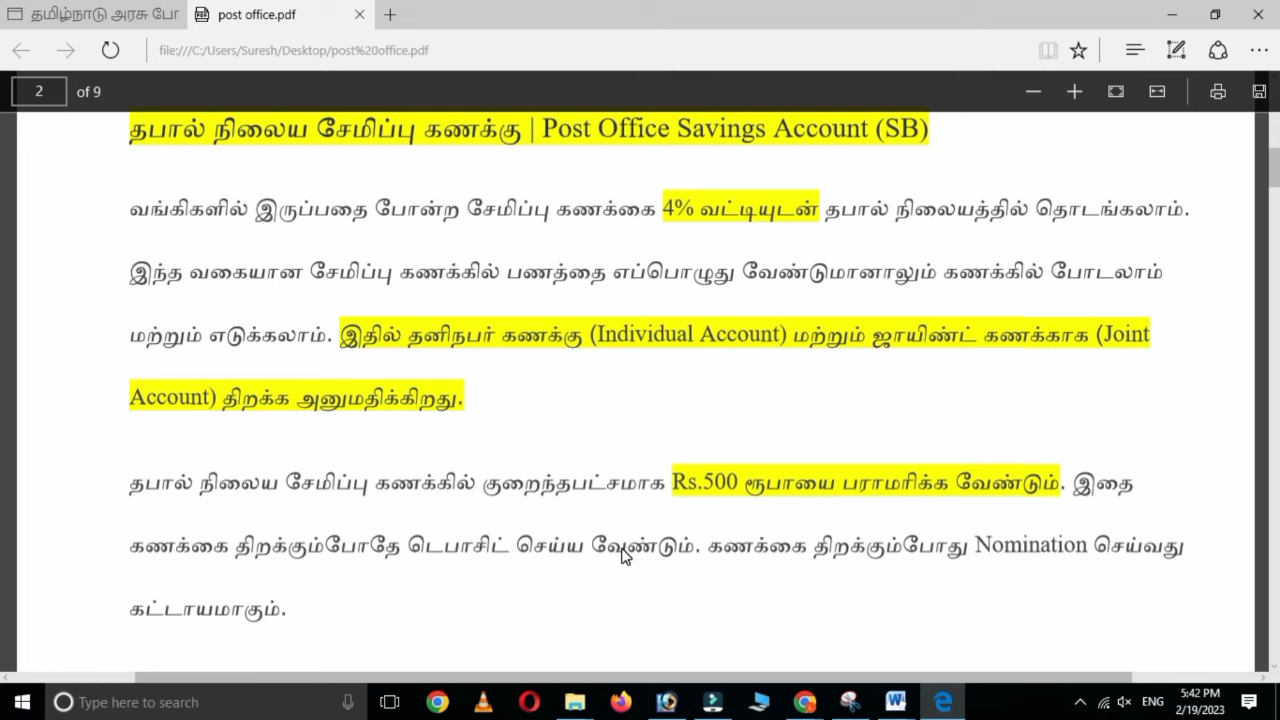 தமிழ்நாடு அரசு போ
post office.pdf
file:///C:/Users/Suresh/Desktop/post%20office.pdf
2 of 9
தபால் நிலைய சேமிப்பு கணக்கு | Post Office Savings Account (SB)
வங்கிகளில் இருப்பதை போன்ற சேமிப்பு கணக்கை 4% வட்டியுடன் தபால் நிலையத்தில் தொடங்கலாம்.
இந்த வகையான சேமிப்பு கணக்கில் பணத்தை எப்பொழுது வேண்டுமானாலும் கணக்கில் போடலாம்
மற்றும் எடுக்கலாம். இதில் தனிநபர் கணக்கு (Individual Account) மற்றும் ஜாயிண்ட் கணக்காக (Joint
Account) திறக்க அனுமதிக்கிறது.
தபால் நிலைய சேமிப்பு கணக்கில் குறைந்தபட்சமாக Rs.500 ரூபாயை பராமரிக்க வேண்டும். இதை
கணக்கை திறக்கும்போதே டெபாசிட் செய்ய வேண்டும். கணக்கை திறக்கும்போது Nomination செய்வது
கட்டாயமாகும்.
Type here to search
ENG
5:42 PM
2/19/2023